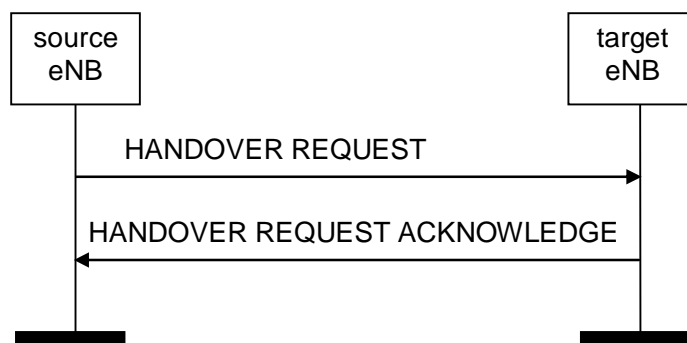 source
eNB
target
eNB
HANDOVER REQUEST
HANDOVER REQUEST ACKNOWLEDGE